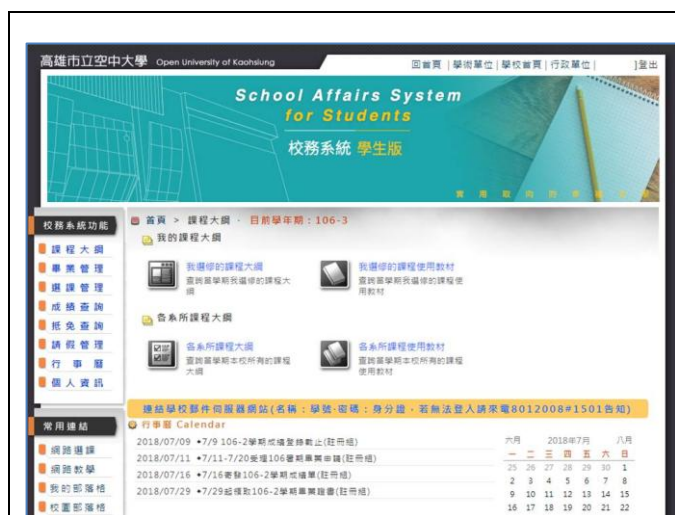 高雄市立空中大學 Open University of Kaohsiung
回首頁 | 學術單位 | 學校首頁 | 行政單位 | ]登出
School Affairs System
for Students
校務系統 學生版
校務系統功能
課程大綱
畢業管理
選課管理
成績查詢
抵免查詢
請假管理
行事曆
個人資訊
常用連結
網路選課
網路教學
我的部落格
校園部落格
首頁 > 課程大綱 · 目前學年期:106-3
我的課程大綱
我選修的課程大綱
查詢當學期我選修的課程大綱
我選修的課程使用教材
查詢當學期我選修的課程使用教材
各系所課程大綱
各系所課程大綱
查詢當學期本校所有的課程大綱
各系所課程使用教材
查詢當學期本校所有的課程使用教材
連結學校郵件伺服器網站(名稱:學號-密碼:身分證,若無法登入請來電8012008#1501告知)
行事曆 Calendar
2018/07/09 ♦7/9 106-2學期成績登錄截止(註冊組)
2018/07/11 ♦7/11-7/20受理106暑期畢業申請(註冊組)
2018/07/16 ♦7/16寄發106-2學期成績單(註冊組)
2018/07/29 ♦7/29起領取106-2學期畢業證書(註冊組)
六月 2018年7月 八月
一 二 三 四 五 六 日
25 26 27 28 29 30 1
2 3 4 5 6 7 8
9 10 11 12 13 14 15
16 17 18 19 20 21 22